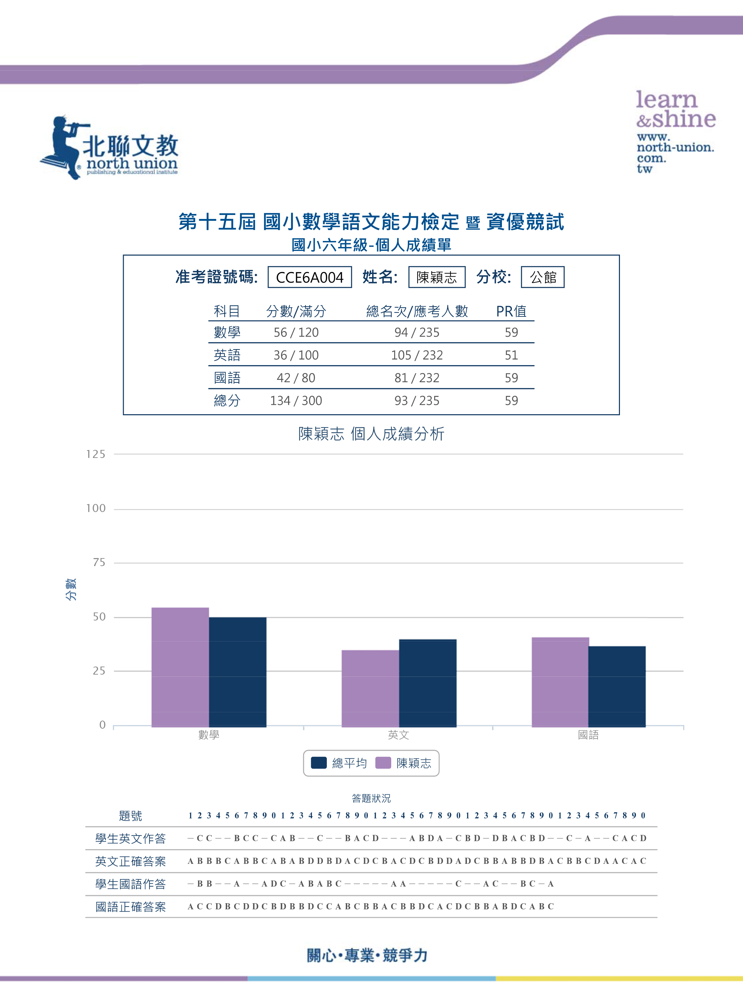 learn
&shine
www.
north-union.
com.
tw
北聯文教
north union
publishing & educational institute
®
第十五屆 國小數學語文能力檢定 暨 資優競試
國小六年級-個人成績單
准考證號碼: CCE6A004 姓名: 陳穎志 分校: 公館
科目 分數/滿分 總名次/應考人數 PR值
數學 56 / 120 94 / 235 59
英語 36 / 100 105 / 232 51
國語 42 / 80 81 / 232 59
總分 134 / 300 93 / 235 59
陳穎志 個人成績分析
125
100
75
50
25
0
分數
數學 英文 國語
總平均 陳穎志
答題狀況
題號 1 2 3 4 5 6 7 8 9 0 1 2 3 4 5 6 7 8 9 0 1 2 3 4 5 6 7 8 9 0 1 2 3 4 5 6 7 8 9 0 1 2 3 4 5 6 7 8 9 0
學生英文作答 — C C — — B C C — C A B — — C — — B A C D — — — A B D A — C B D — D B A C B D — — C — A — — C A C D
英文正確答案 A B B B C A B B C A B A B D D B D A C D C B A C D C B D D A D C B B A B B D B A C B B C D A A C A C
學生國語作答 — B B — — A — — A D C — A B A B C — — — — — A A — — — — — C — — A C — — B C — A
國語正確答案 A C C D B C D D C B D B B D C C A B C B B A C B B D C A C D C B B A B D C A B C
關心•專業•競爭力